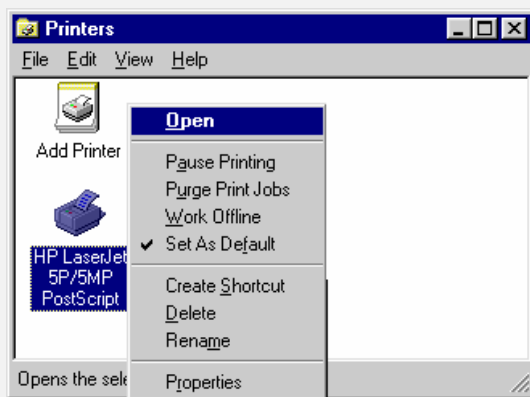 Printers
File Edit View Help
Add Printer
HP LaserJet
5P/5MP
PostScript
Open
Pause Printing
Purge Print Jobs
Work Offline
Set As Default
Create Shortcut
Delete
Rename
Properties
Opens the sele